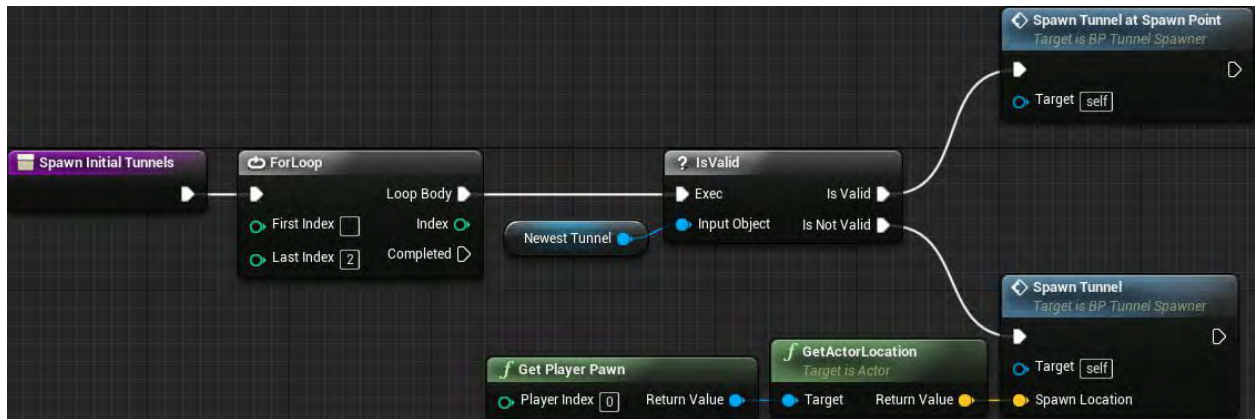 Spawn Tunnel at Spawn Point
Target is BP Tunnel Spawner
Target self
Spawn Initial Tunnels
ForLoop
Loop Body
First Index
Index
Last Index 2
Completed
? IsValid
Exec
Is Valid
Input Object
Is Not Valid
Newest Tunnel
Spawn Tunnel
Target is BP Tunnel Spawner
Target self
Spawn Location
f GetActorLocation
Target is Actor
Target
Return Value
f Get Player Pawn
Player Index 0
Return Value